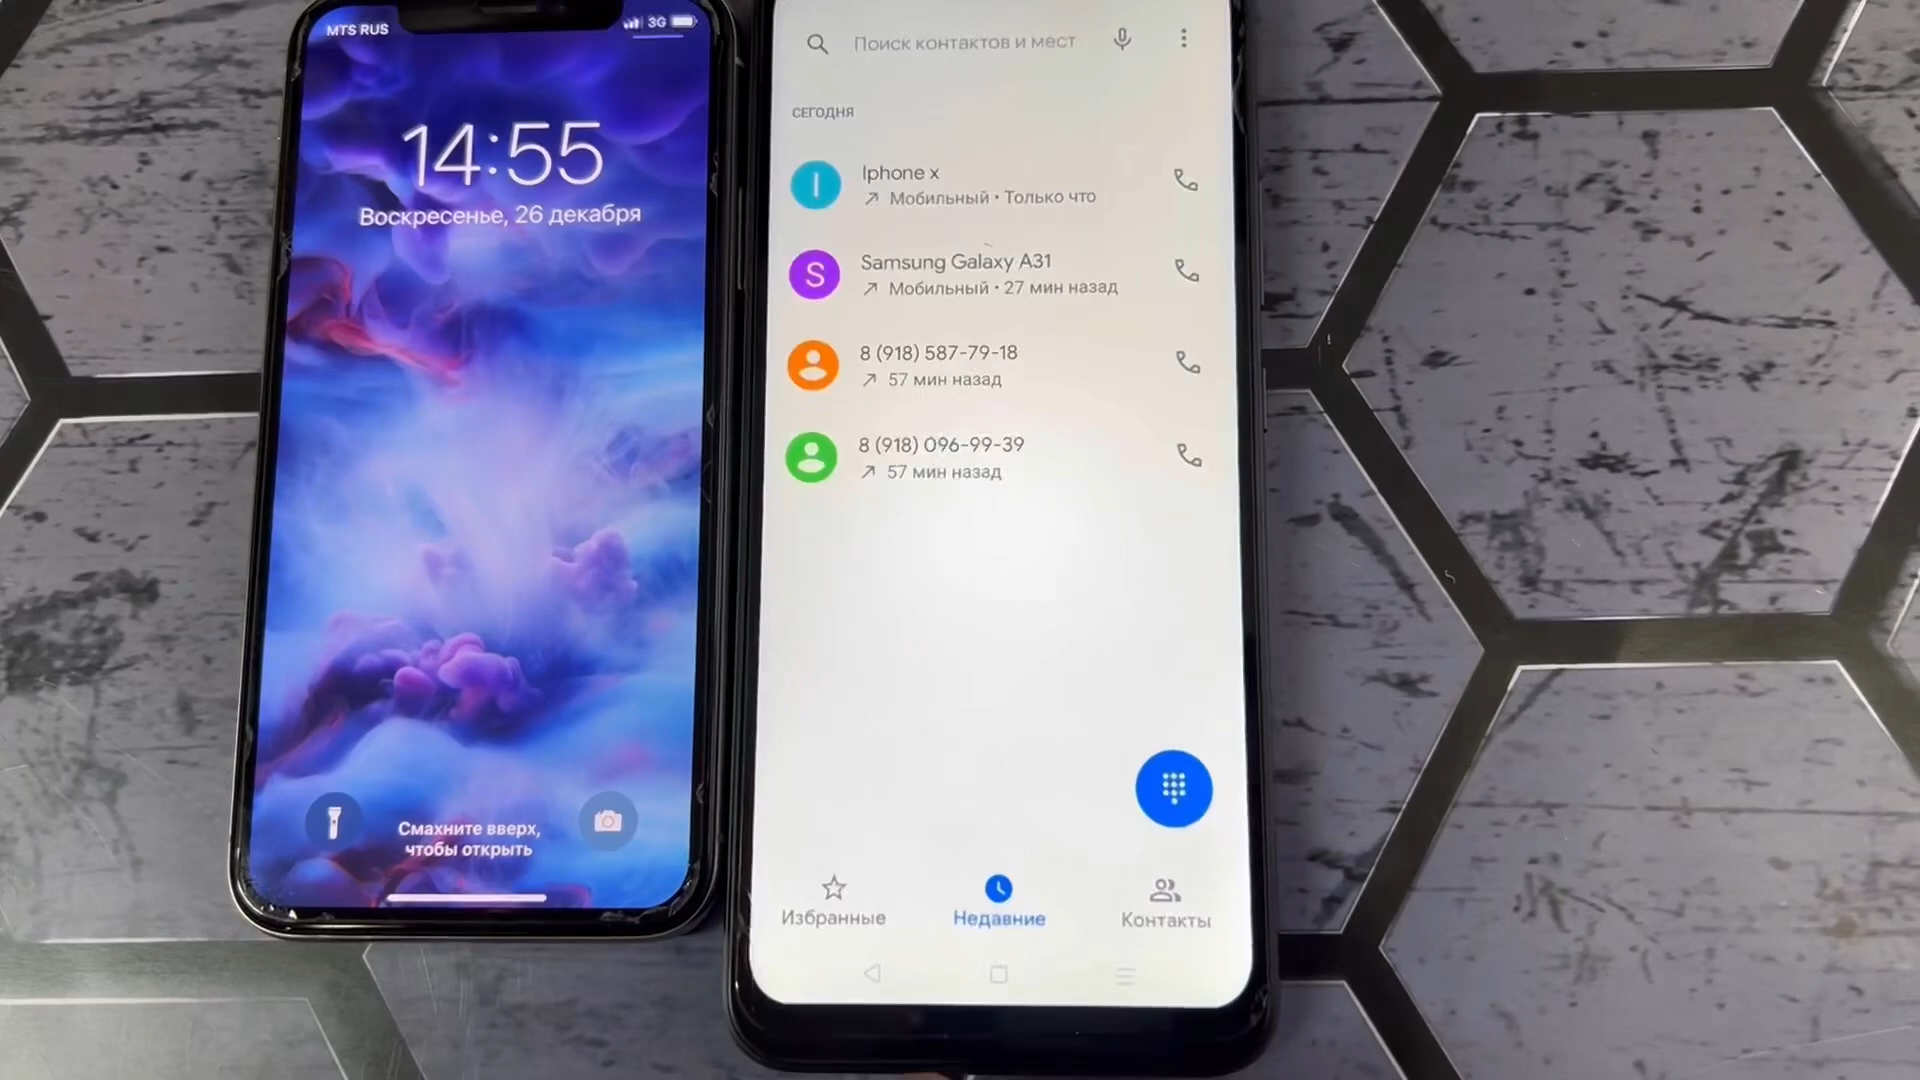 MTS RUS
3G
14:55
Воскресенье, 26 декабря
Смахните вверх,
чтобы открыть
Поиск контактов и мест
СЕГОДНЯ
I
Iphone x
Мобильный • Только что
S
Samsung Galaxy A31
Мобильный • 27 мин назад
8 (918) 587-79-18
57 мин назад
8 (918) 096-99-39
57 мин назад
Избранные
Недавние
Контакты